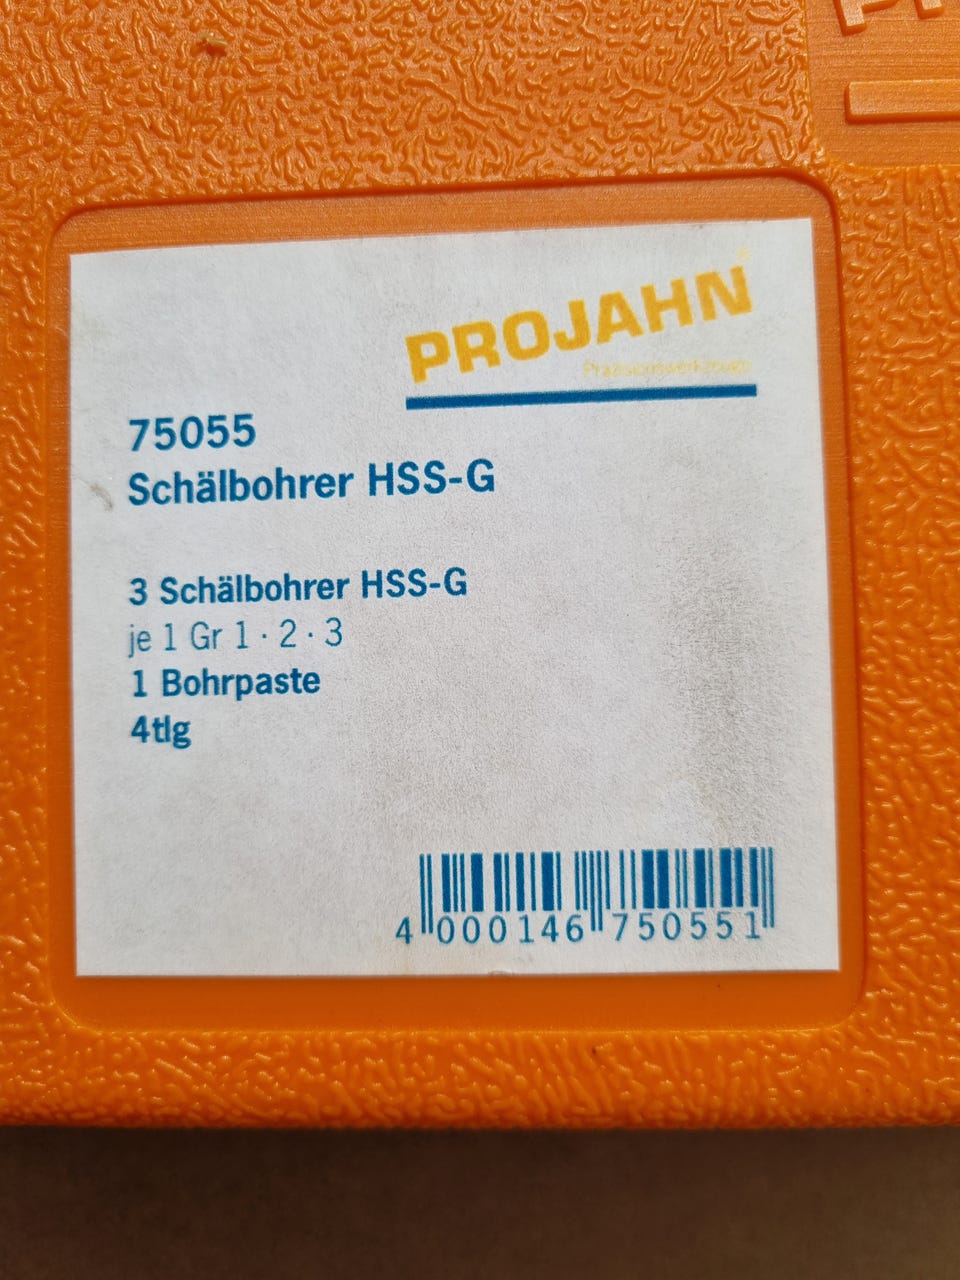 PROJAHN
Präzisionswerkzeuge
75055
Schälbohrer HSS-G
3 Schälbohrer HSS-G
je 1 Gr 1 · 2 · 3
1 Bohrpaste
4tlg
4 000146 750551